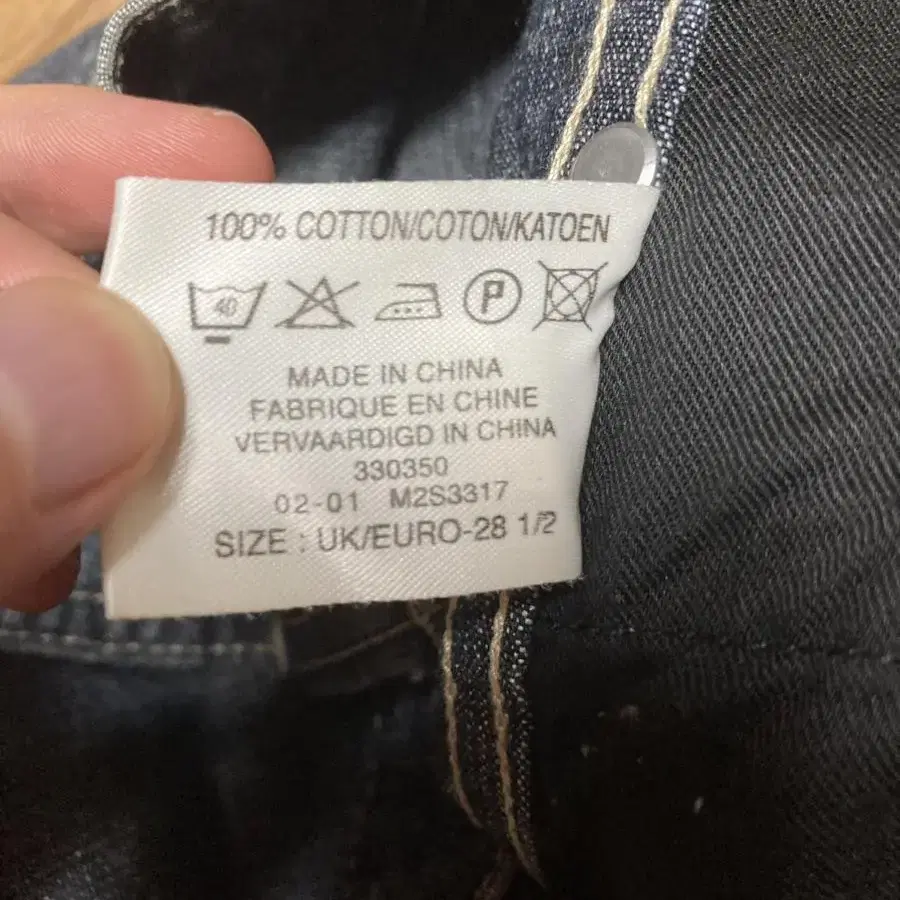 100% COTTON/COTON/KATOEN
40 P
MADE IN CHINA
FABRIQUE EN CHINE
VERVAARDIGD IN CHINA
330350
02-01 M2S3317
SIZE : UK/EURO-28 1/2